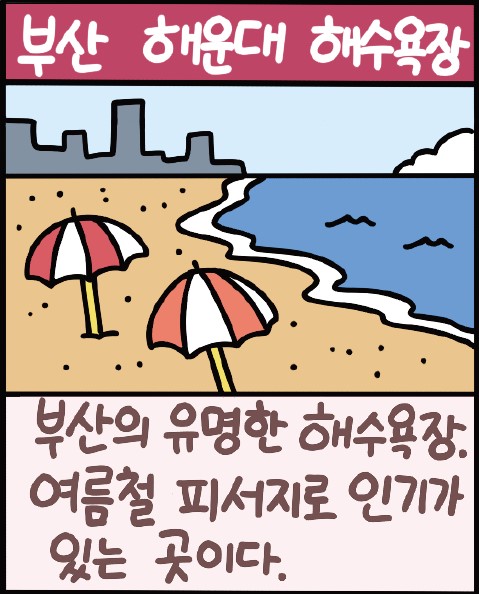 부산 해운대 해수욕장
부산의 유명한 해수욕장.
여름철 피서지로 인기가
있는 곳이다.